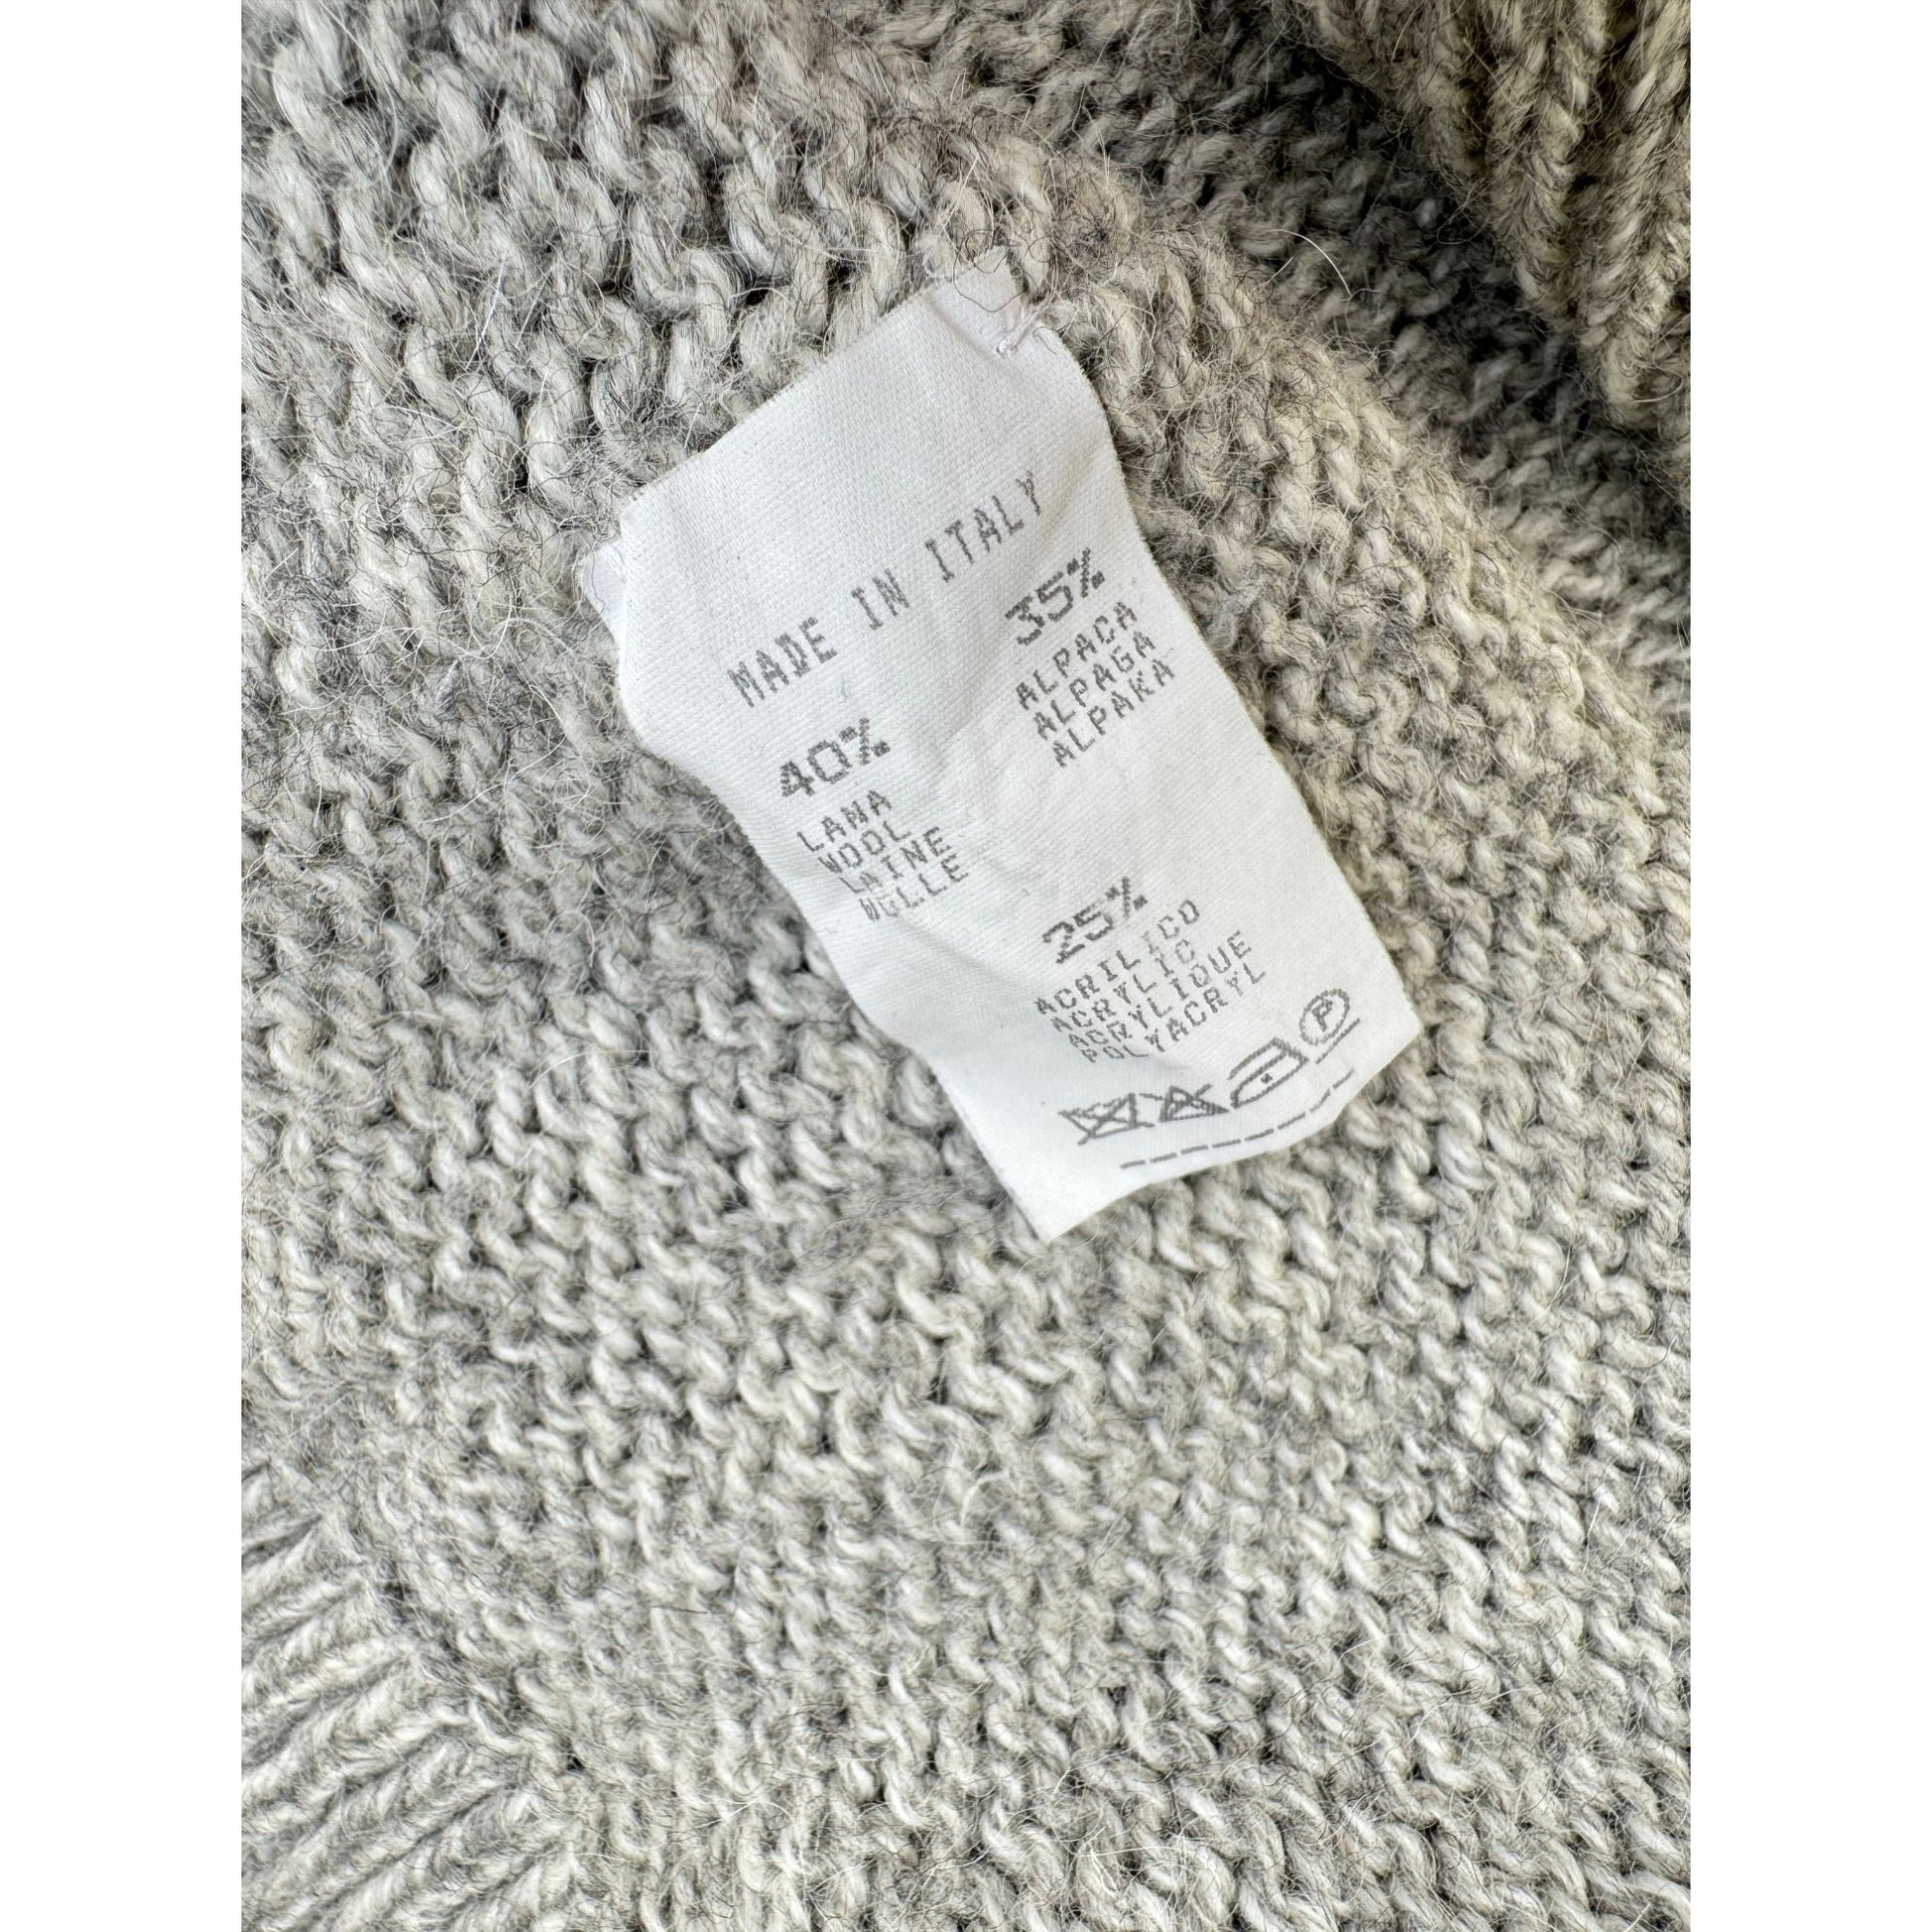 MADE IN ITALY
40%
LANA
WOOL
LAINE
WOLLE
35%
ALPACA
ALPAGA
ALPAKA
25%
ACRILICO
ACRYLIC
ACRYLIQUE
POLYACRYL
P